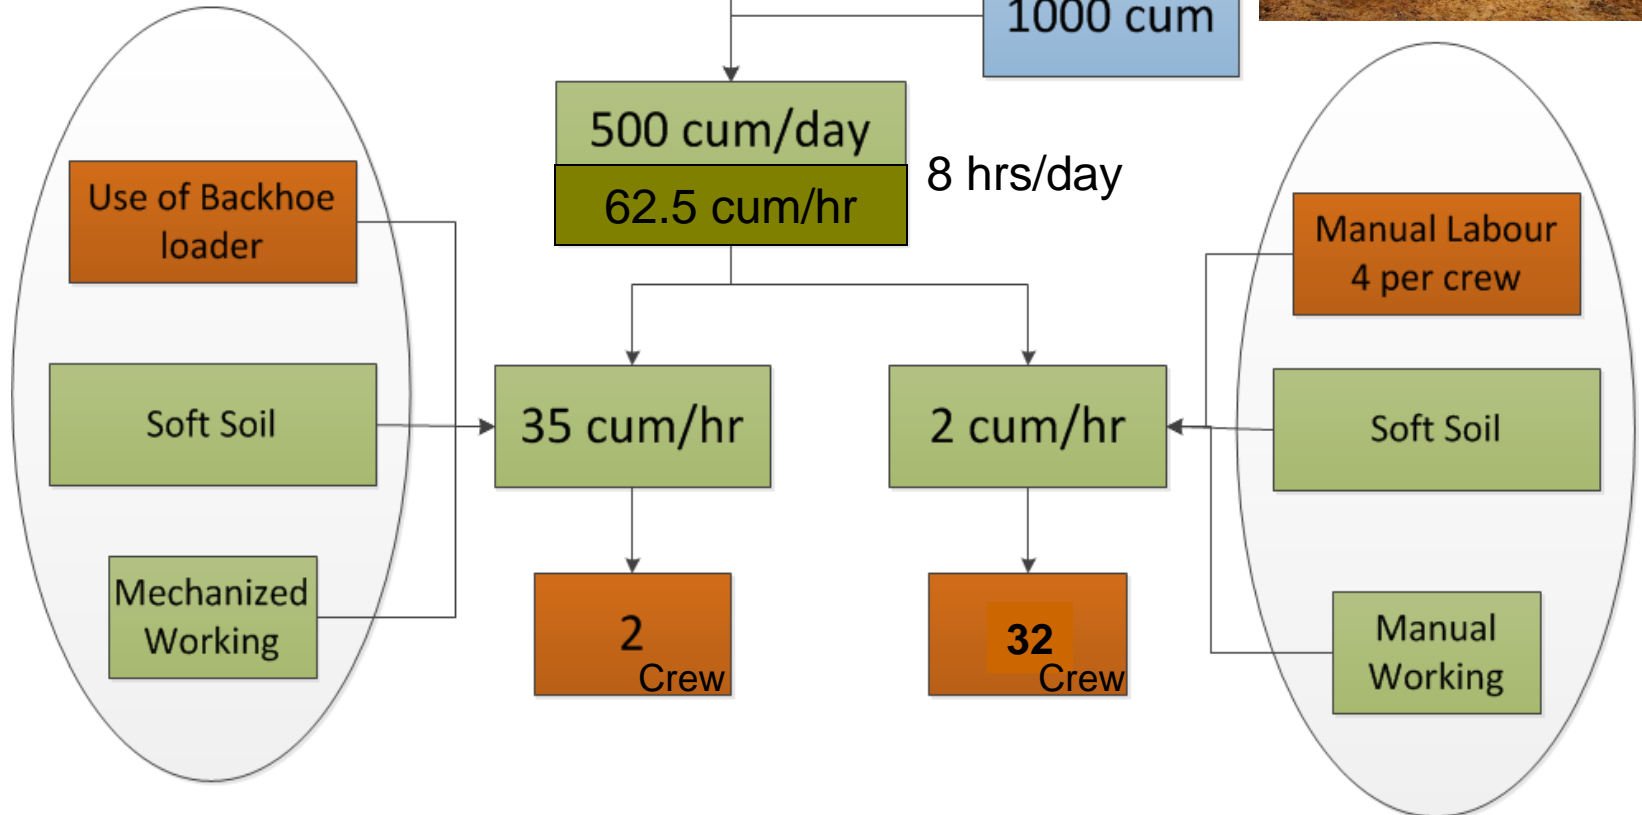 1000 cum
500 cum/day
62.5 cum/hr
8 hrs/day
Use of Backhoe
loader
Soft Soil
Mechanized
Working
35 cum/hr
2 cum/hr
2
Crew
32
Crew
Manual Labour
4 per crew
Soft Soil
Manual
Working